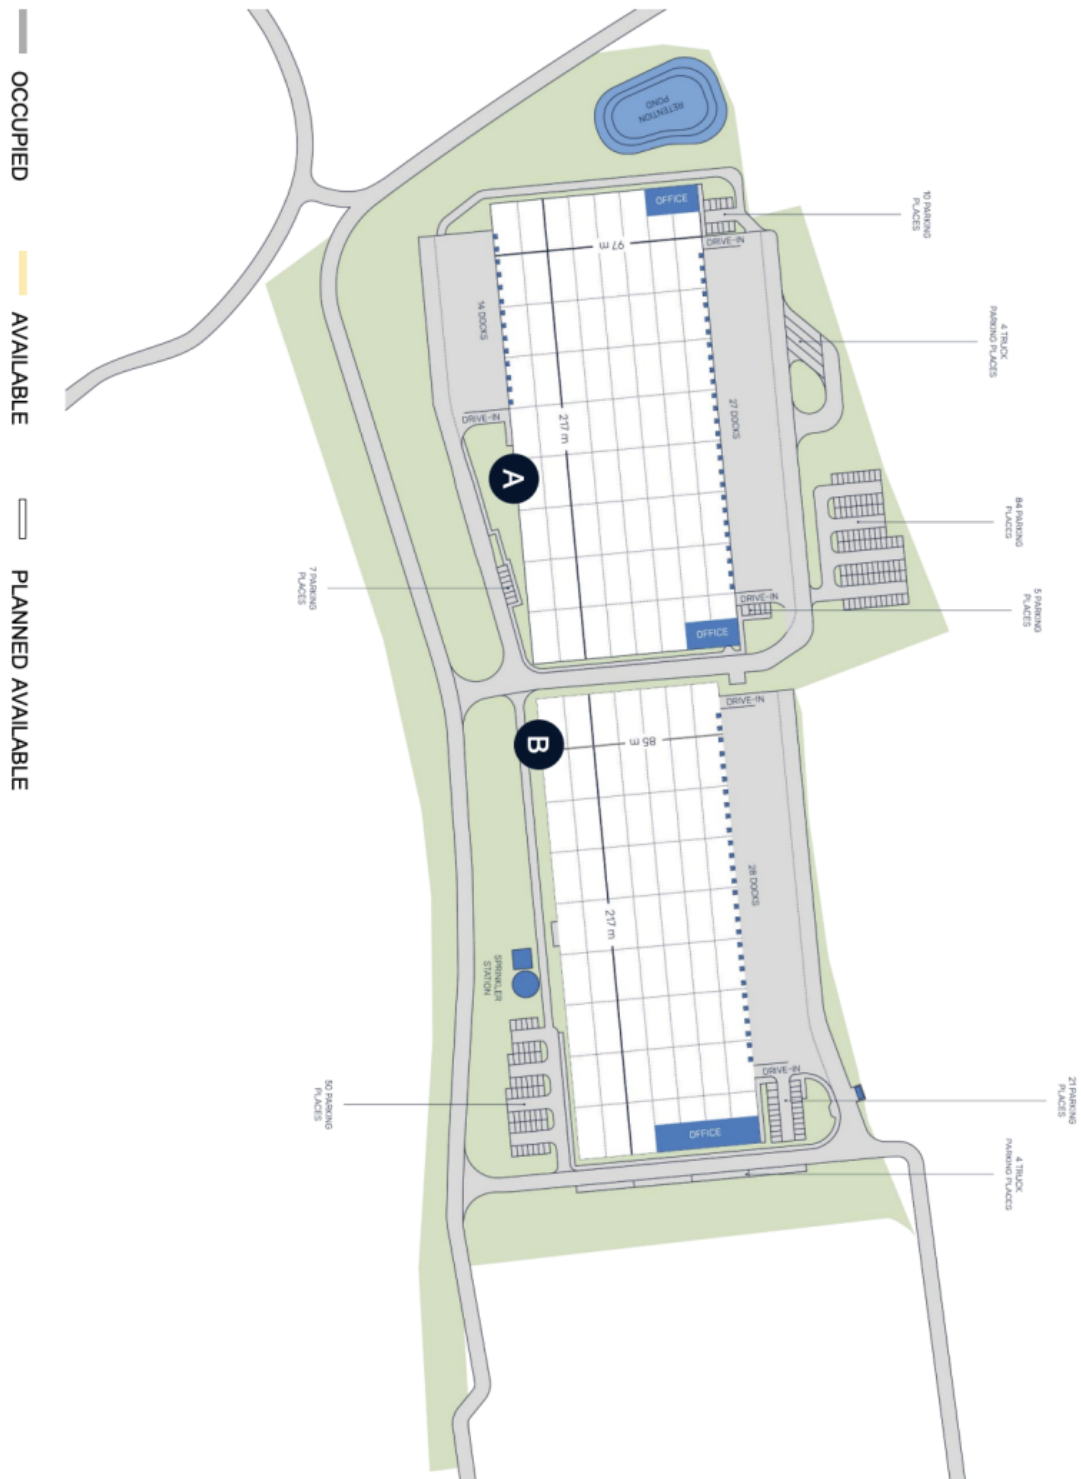 OCCUPIED
AVAILABLE
PLANNED AVAILABLE
RETENTION
POND
OFFICE
10 PARKING
PLACES
DRIVE-IN
97 m
4 TRUCK
PARKING PLACES
14 DOCKS
27 DOCKS
217 m
DRIVE-IN
A
84 PARKING
PLACES
7 PARKING
PLACES
DRIVE-IN
5 PARKING
PLACES
OFFICE
DRIVE-IN
B
85 m
28 DOCKS
217 m
SPRINKLER
STATION
DRIVE-IN
50 PARKING
PLACES
21 PARKING
PLACES
OFFICE
4 TRUCK
PARKING PLACES